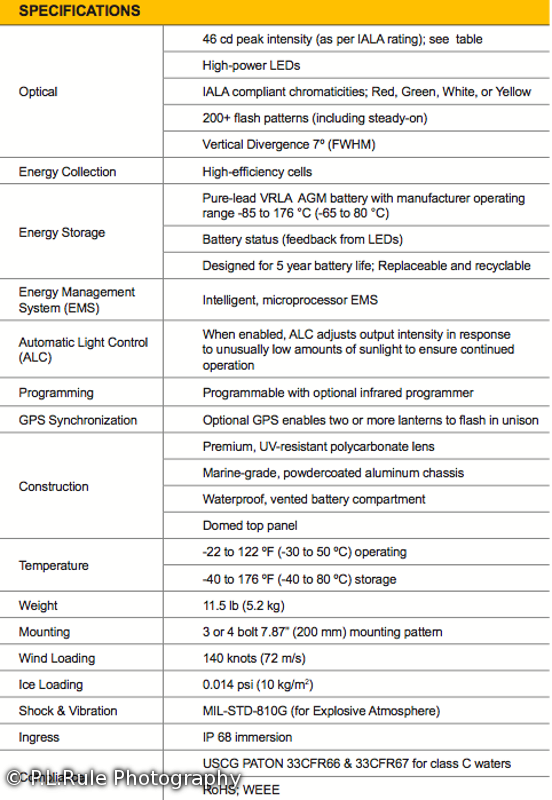 SPECIFICATIONS
Optical
46 cd peak intensity (as per IALA rating); see table
High-power LEDs
IALA compliant chromaticities; Red, Green, White, or Yellow
200+ flash patterns (including steady-on)
Vertical Divergence 7º (FWHM)
Energy Collection
High-efficiency cells
Energy Storage
Pure-lead VRLA AGM battery with manufacturer operating
range -85 to 176 °C (-65 to 80 °C)
Battery status (feedback from LEDs)
Designed for 5 year battery life; Replaceable and recyclable
Energy Management
System (EMS)
Intelligent, microprocessor EMS
Automatic Light Control
(ALC)
When enabled, ALC adjusts output intensity in response
to unusually low amounts of sunlight to ensure continued
operation
Programming
Programmable with optional infrared programmer
GPS Synchronization
Optional GPS enables two or more lanterns to flash in unison
Construction
Premium, UV-resistant polycarbonate lens
Marine-grade, powdercoated aluminum chassis
Waterproof, vented battery compartment
Domed top panel
Temperature
-22 to 122 ºF (-30 to 50 ºC) operating
-40 to 176 ºF (-40 to 80 ºC) storage
Weight
11.5 lb (5.2 kg)
Mounting
3 or 4 bolt 7.87" (200 mm) mounting pattern
Wind Loading
140 knots (72 m/s)
Ice Loading
0.014 psi (10 kg/m²)
Shock & Vibration
MIL-STD-810G (for Explosive Atmosphere)
Ingress
IP 68 immersion
USCG PATON 33CFR66 & 33CFR67 for class C waters
© P.L.Rule Photography
RoHS; WEEE